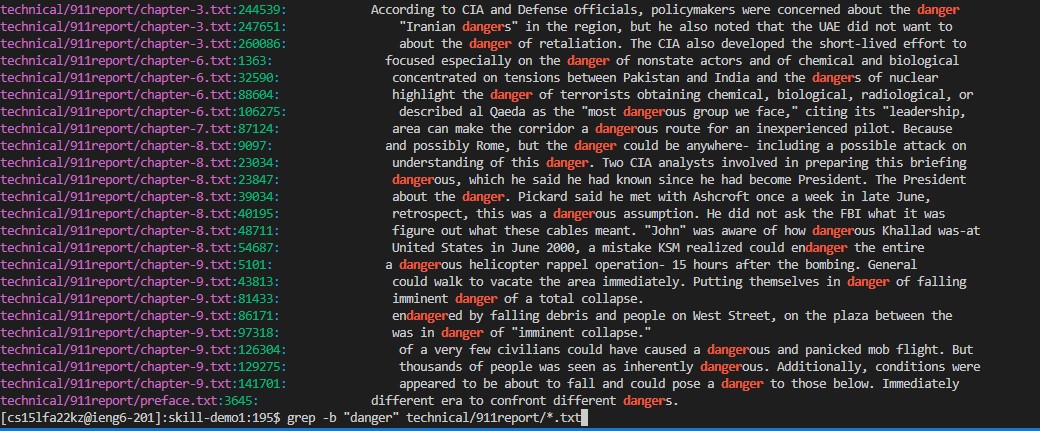 technical/911report/chapter-3.txt:244539:            According to CIA and Defense officials, policymakers were concerned about the danger
technical/911report/chapter-3.txt:247651:                "Iranian dangers" in the region, but he also noted that the UAE did not want to
technical/911report/chapter-3.txt:260086:                about the danger of retaliation. The CIA also developed the short-lived effort to
technical/911report/chapter-6.txt:1363:                focused especially on the danger of nonstate actors and of chemical and biological
technical/911report/chapter-6.txt:32590:                concentrated on tensions between Pakistan and India and the dangers of nuclear
technical/911report/chapter-6.txt:88604:                highlight the danger of terrorists obtaining chemical, biological, radiological, or
technical/911report/chapter-6.txt:106275:                described al Qaeda as the "most dangerous group we face," citing its "leadership,
technical/911report/chapter-7.txt:87124:                area can make the corridor a dangerous route for an inexperienced pilot. Because
technical/911report/chapter-8.txt:9097:                and possibly Rome, but the danger could be anywhere- including a possible attack on
technical/911report/chapter-8.txt:23034:                understanding of this danger. Two CIA analysts involved in preparing this briefing
technical/911report/chapter-8.txt:23847:                dangerous, which he said he had known since he had become President. The President
technical/911report/chapter-8.txt:39034:                about the danger. Pickard said he met with Ashcroft once a week in late June,
technical/911report/chapter-8.txt:40195:                retrospect, this was a dangerous assumption. He did not ask the FBI what it was
technical/911report/chapter-8.txt:48711:                figure out what these cables meant. "John" was aware of how dangerous Khallad was-at
technical/911report/chapter-8.txt:54687:                United States in June 2000, a mistake KSM realized could endanger the entire
technical/911report/chapter-9.txt:5101:                a dangerous helicopter rappel operation- 15 hours after the bombing. General
technical/911report/chapter-9.txt:43813:                could walk to vacate the area immediately. Putting themselves in danger of falling
technical/911report/chapter-9.txt:81433:                imminent danger of a total collapse.
technical/911report/chapter-9.txt:86171:                endangered by falling debris and people on West Street, on the plaza between the
technical/911report/chapter-9.txt:97318:                was in danger of "imminent collapse."
technical/911report/chapter-9.txt:126304:                of a very few civilians could have caused a dangerous and panicked mob flight. But
technical/911report/chapter-9.txt:129275:                thousands of people was seen as inherently dangerous. Additionally, conditions were
technical/911report/chapter-9.txt:141701:                appeared to be about to fall and could pose a danger to those below. Immediately
technical/911report/preface.txt:3645:            different era to confront different dangers.
[cs15lfa22kz@ieng6-201]:skill-demo1:195$ grep -b "danger" technical/911report/*.txt